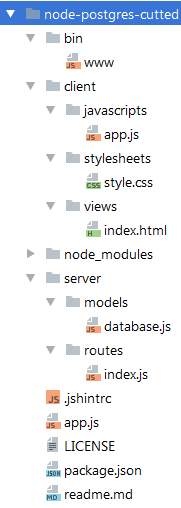 node-postgres-cutted
bin
www
client
javascripts
app.js
stylesheets
style.css
views
index.html
node_modules
server
models
database.js
routes
index.js
.jshintrc
app.js
LICENSE
package.json
readme.md